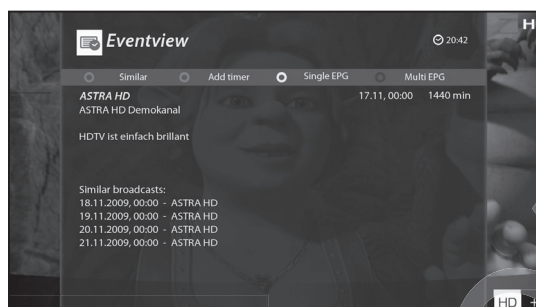 Eventview
20:42
Similar Add timer Single EPG Multi EPG
ASTRA HD 17.11, 00:00 1440 min
ASTRA HD Demokanal
HDTV ist einfach brillant
Similar broadcasts:
18.11.2009, 00:00 - ASTRA HD
19.11.2009, 00:00 - ASTRA HD
20.11.2009, 00:00 - ASTRA HD
21.11.2009, 00:00 - ASTRA HD
HD +